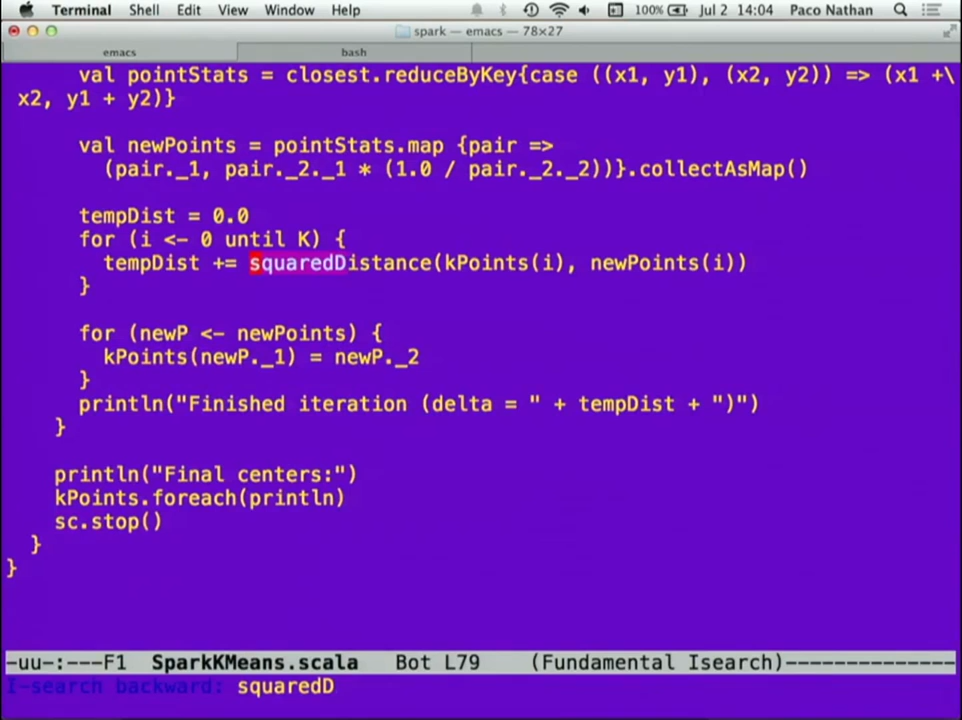 Terminal Shell Edit View Window Help 100% Jul 2 14:04 Paco Nathan
spark — emacs — 78×27
emacs bash
val pointStats = closest.reduceByKey{case ((x1, y1), (x2, y2)) => (x1 +\
x2, y1 + y2)}
val newPoints = pointStats.map {pair =>
(pair._1, pair._2._1 * (1.0 / pair._2._2))}.collectAsMap()
tempDist = 0.0
for (i <- 0 until K) {
tempDist += squaredDistance(kPoints(i), newPoints(i))
}
for (newP <- newPoints) {
kPoints(newP._1) = newP._2
}
println("Finished iteration (delta = " + tempDist + ")")
}
println("Final centers:")
kPoints.foreach(println)
sc.stop()
}
}
-uu-:---F1 SparkKMeans.scala Bot L79 (Fundamental Isearch)--------------
I-search backward: squaredD